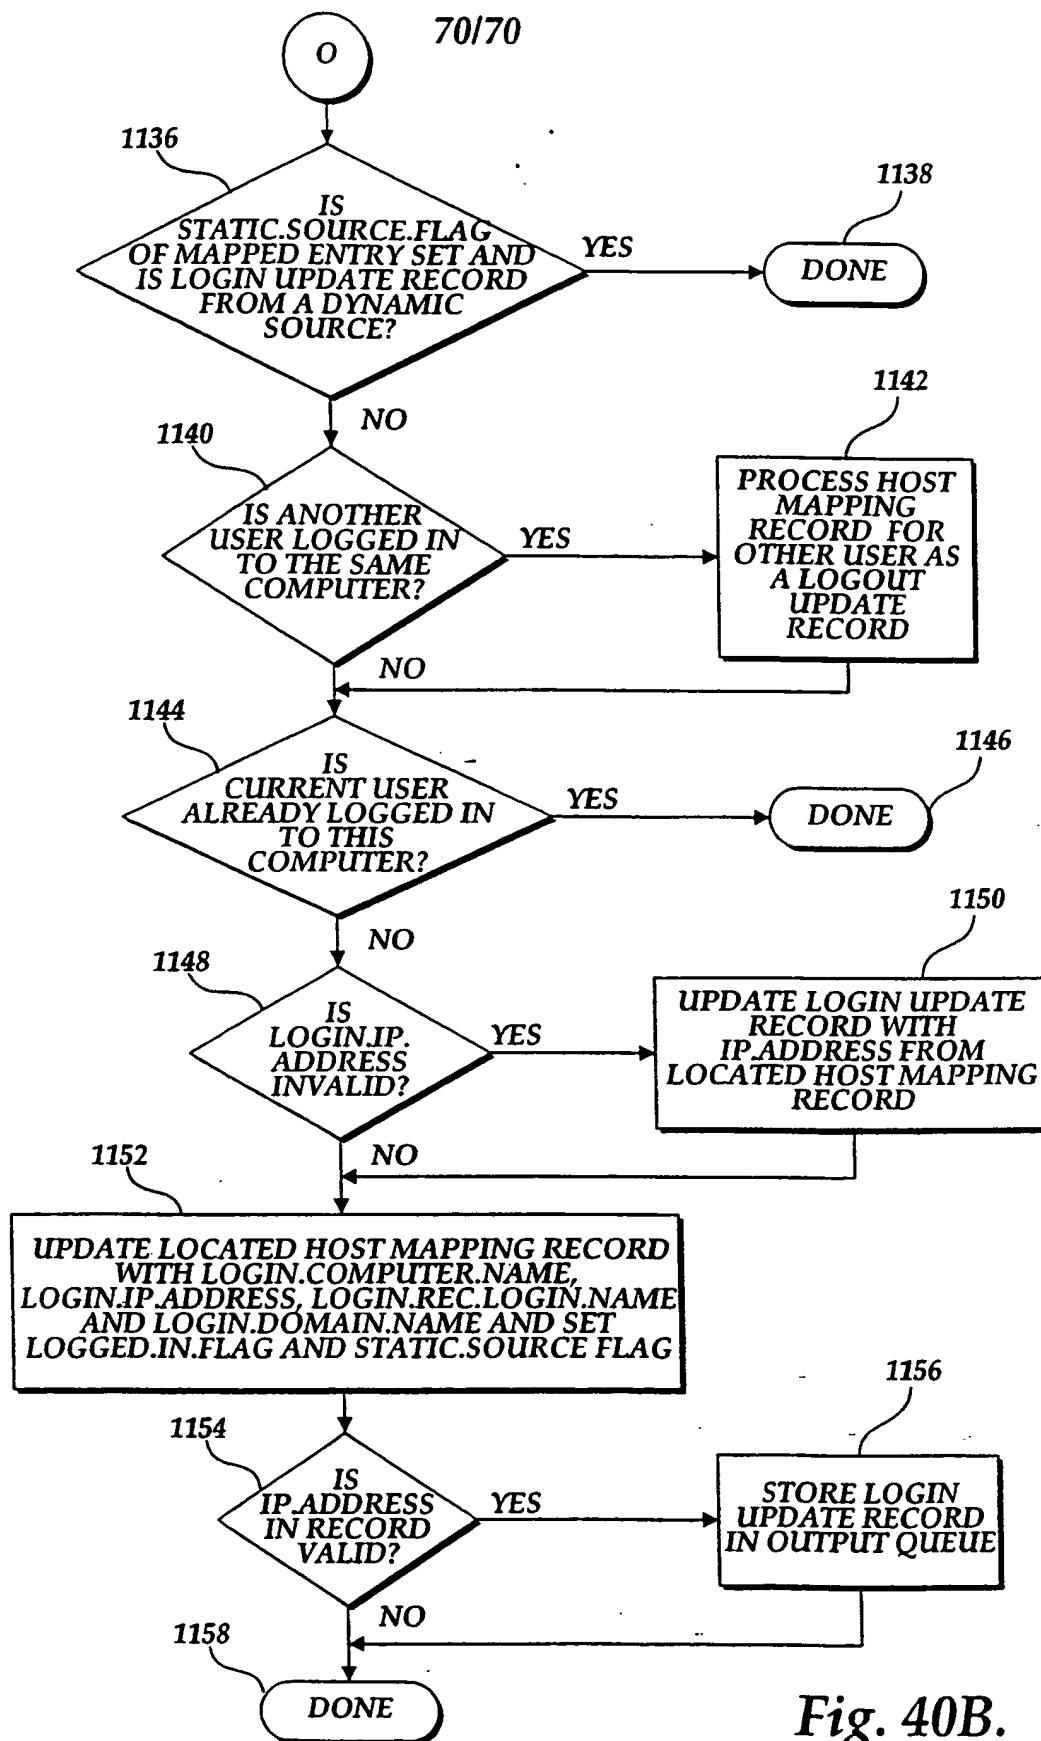 70/70
O
1136
IS
STATIC.SOURCE.FLAG
OF MAPPED ENTRY SET AND
IS LOGIN UPDATE RECORD
FROM A DYNAMIC
SOURCE?
YES
1138
DONE
NO
1140
IS ANOTHER
USER LOGGED IN
TO THE SAME
COMPUTER?
YES
1142
PROCESS HOST
MAPPING
RECORD FOR
OTHER USER AS
A LOGOUT
UPDATE
RECORD
NO
1144
IS
CURRENT USER
ALREADY LOGGED IN
TO THIS
COMPUTER?
YES
1146
DONE
NO
1148
IS
LOGIN.IP.
ADDRESS
INVALID?
YES
1150
UPDATE LOGIN UPDATE
RECORD WITH
IP.ADDRESS FROM
LOCATED HOST MAPPING
RECORD
NO
1152
UPDATE LOCATED HOST MAPPING RECORD
WITH LOGIN.COMPUTER.NAME,
LOGIN.IP.ADDRESS, LOGIN.REC.LOGIN.NAME
AND LOGIN.DOMAIN.NAME AND SET
LOGGED.IN.FLAG AND STATIC.SOURCE FLAG
1154
IS
IP.ADDRESS
IN RECORD
VALID?
YES
1156
STORE LOGIN
UPDATE RECORD
IN OUTPUT QUEUE
NO
1158
DONE
Fig. 40B.